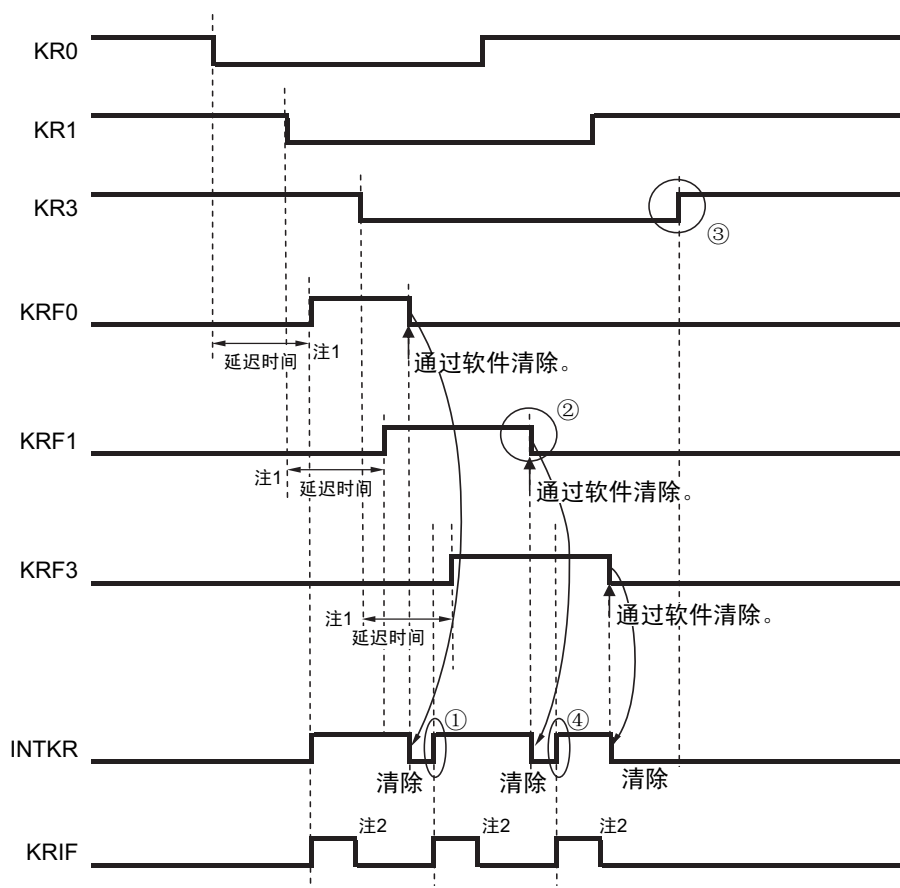 KR0
KR1
KR3
③
KRF0
延迟时间
注1
通过软件清除。
②
KRF1
注1
延迟时间
通过软件清除。
KRF3
注1
延迟时间
通过软件清除。
①
④
INTKR
清除
清除
清除
注2
注2
注2
KRIF